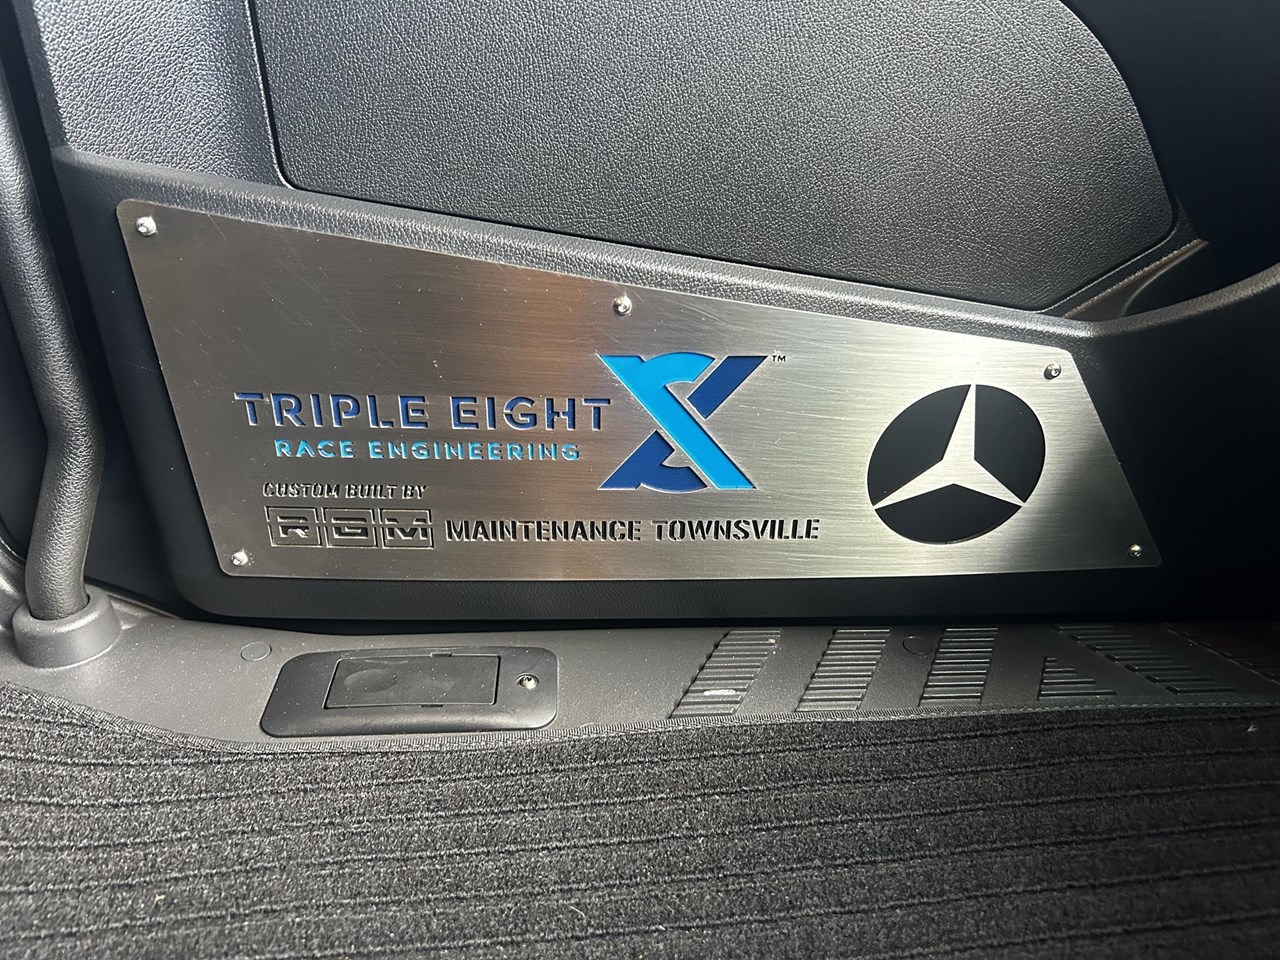 TRIPLE EIGHT
RACE ENGINEERING
™
CUSTOM BUILT BY
RGM MAINTENANCE TOWNSVILLE